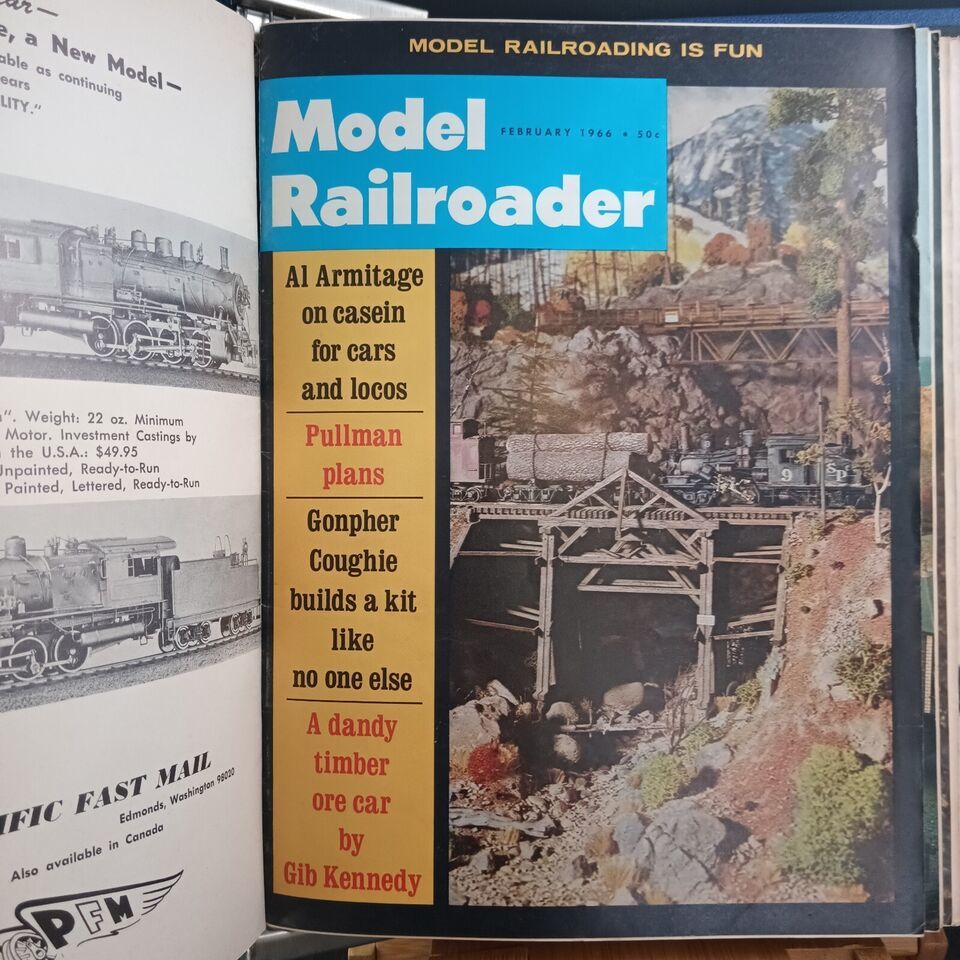 e, a New Model—
able as continuing
ears
LITY."
". Weight: 22 oz. Minimum
Motor. Investment Castings by
the U.S.A.: $49.95
Unpainted, Ready-to-Run
Painted, Lettered, Ready-to-Run
IFIC FAST MAIL
Edmonds, Washington 98020
Also available in Canada
PFM
MODEL RAILROADING IS FUN
Model
FEBRUARY 1966 • 50c
Railroader
Al Armitage
on casein
for cars
and locos
Pullman
plans
Gonpher
Coughie
builds a kit
like
no one else
A dandy
timber
ore car
by
Gib Kennedy
9 SP